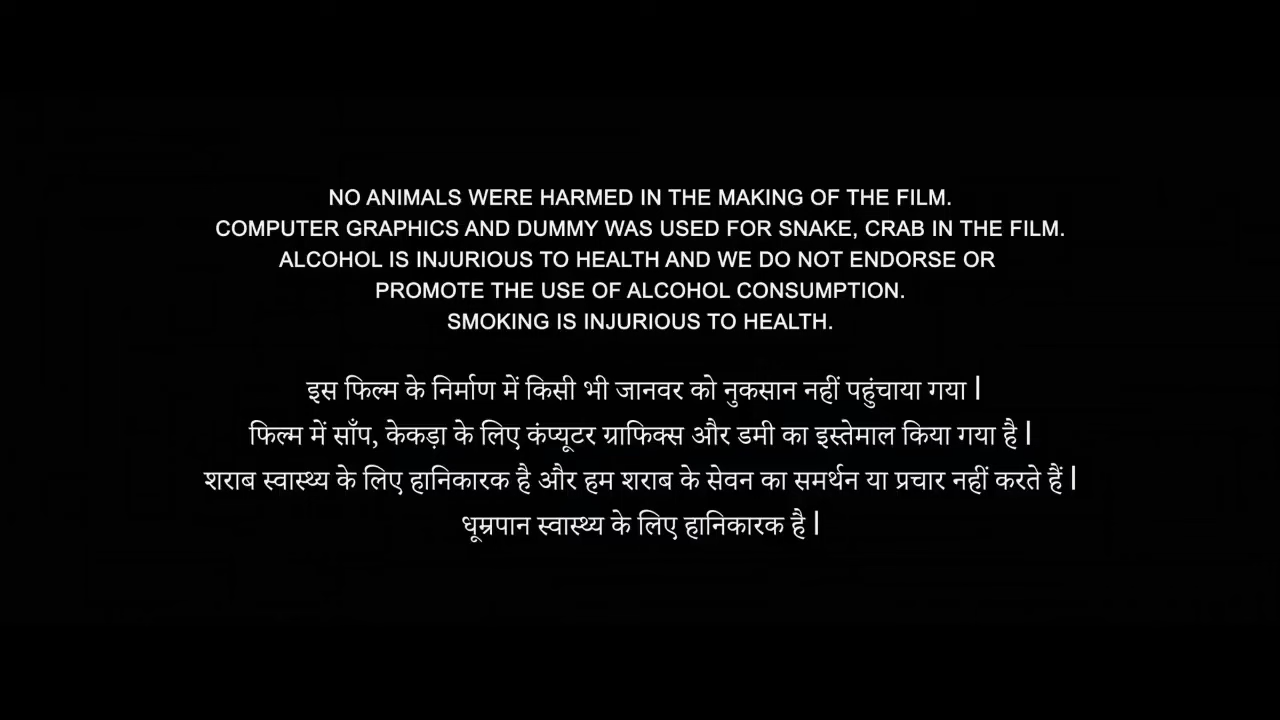 NO ANIMALS WERE HARMED IN THE MAKING OF THE FILM.
COMPUTER GRAPHICS AND DUMMY WAS USED FOR SNAKE, CRAB IN THE FILM.
ALCOHOL IS INJURIOUS TO HEALTH AND WE DO NOT ENDORSE OR
PROMOTE THE USE OF ALCOHOL CONSUMPTION.
SMOKING IS INJURIOUS TO HEALTH.
इस फिल्म के निर्माण में किसी भी जानवर को नुकसान नहीं पहुंचाया गया |
फिल्म में साँप, केकड़ा के लिए कंप्यूटर ग्राफिक्स और डमी का इस्तेमाल किया गया है |
शराब स्वास्थ्य के लिए हानिकारक है और हम शराब के सेवन का समर्थन या प्रचार नहीं करते हैं |
धूम्रपान स्वास्थ्य के लिए हानिकारक है |